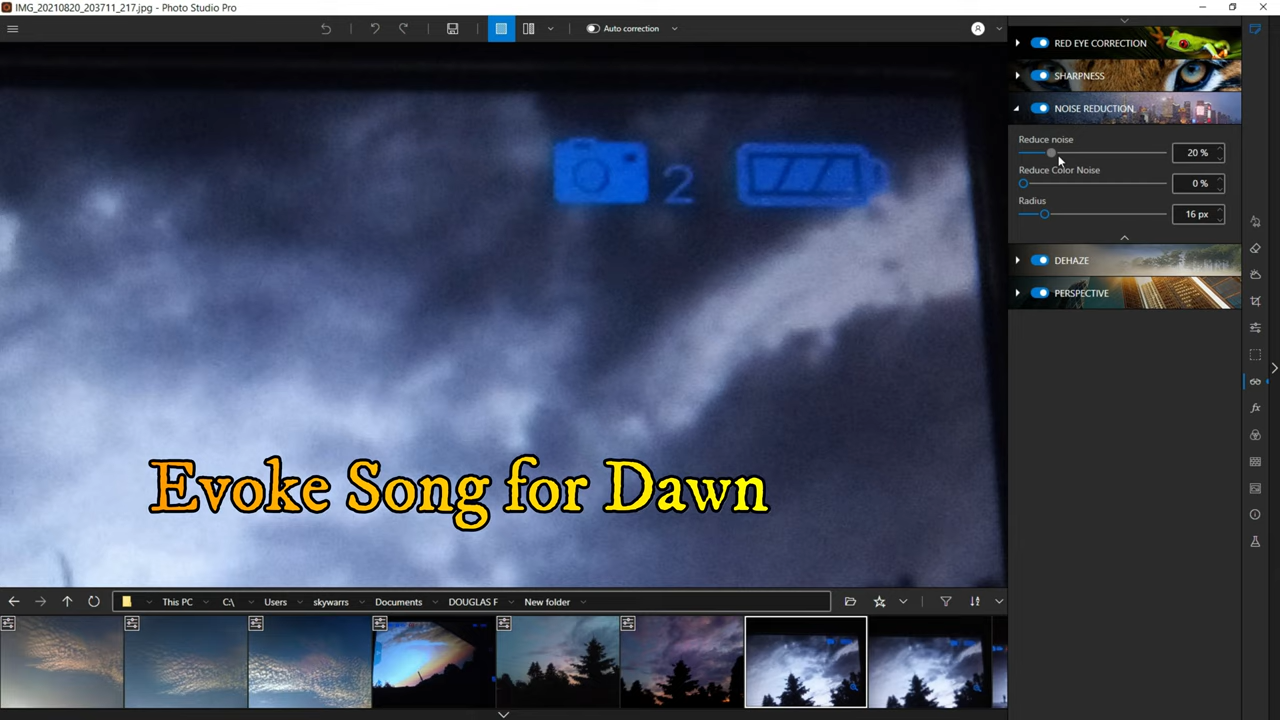 IMG_20210820_203711_217.jpg - Photo Studio Pro
Auto correction
RED EYE CORRECTION
SHARPNESS
NOISE REDUCTION
Reduce noise
20 %
Reduce Color Noise
0 %
Radius
16 px
DEHAZE
PERSPECTIVE
2
Evoke Song for Dawn
This PC
C:\
Users
skywarrs
Documents
DOUGLAS F
New folder